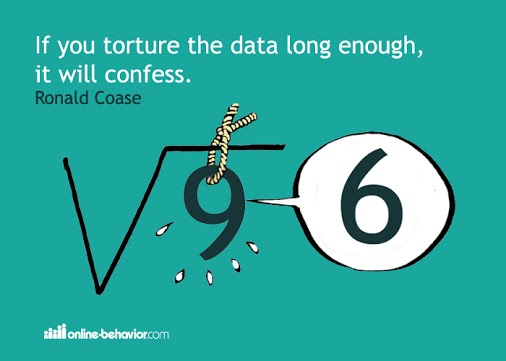 If you torture the data long enough,
it will confess.
Ronald Coase
√9 6
online-behavior.com